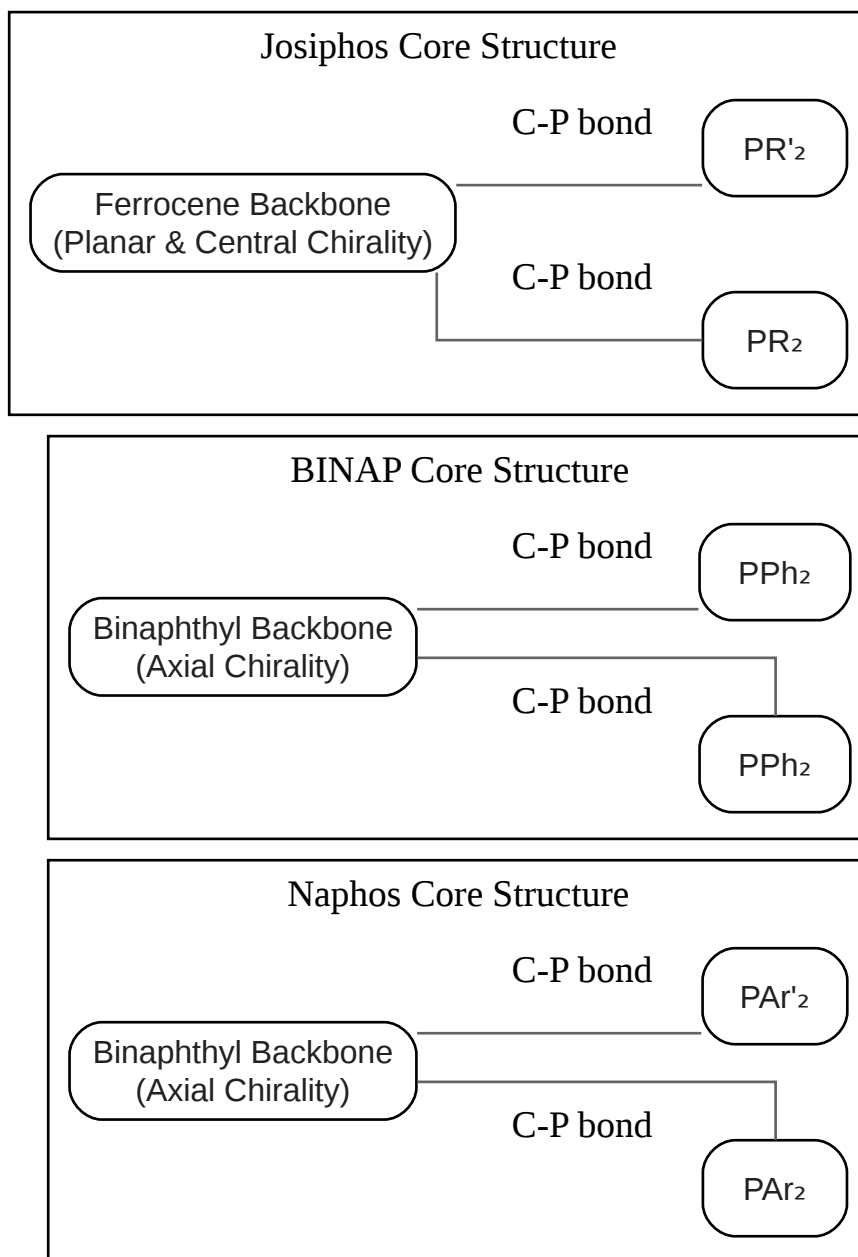 Josiphos Core Structure
C-P bond
PR'₂
Ferrocene Backbone
(Planar & Central Chirality)
C-P bond
PR₂
BINAP Core Structure
C-P bond
PPh₂
Binaphthyl Backbone
(Axial Chirality)
C-P bond
PPh₂
Naphos Core Structure
C-P bond
PAr'₂
Binaphthyl Backbone
(Axial Chirality)
C-P bond
PAr₂